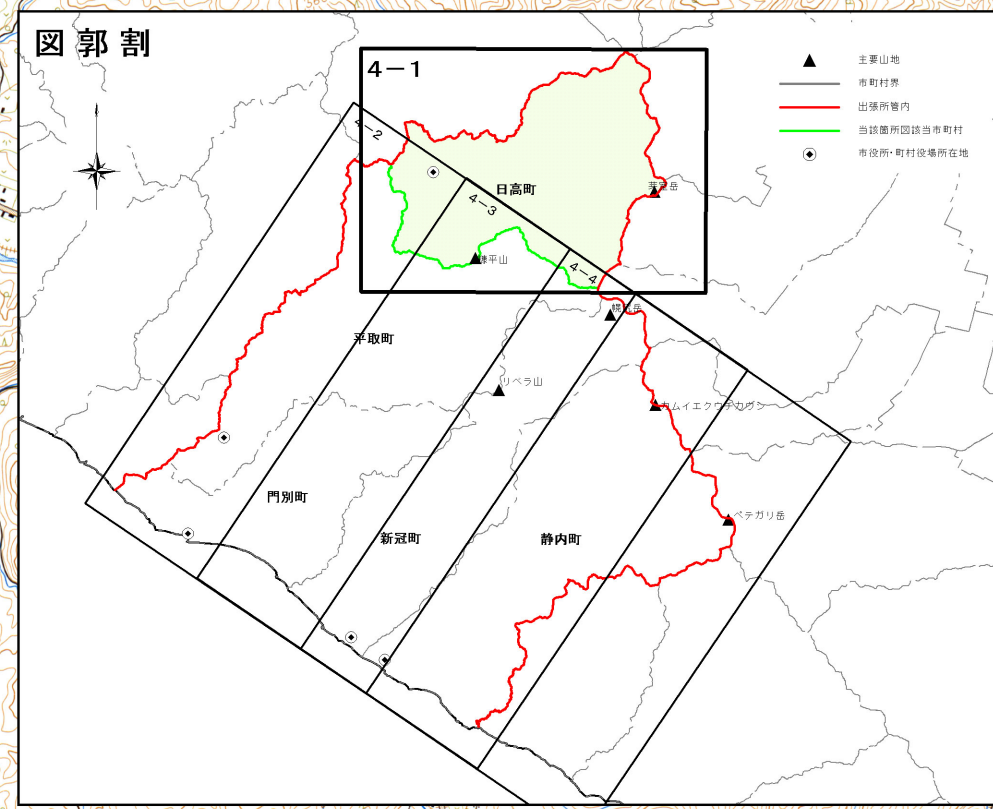 図郭割
4-1
主要山地
市町村界
出張所管内
当該箇所図該当市町村
市役所・町村役場所在地
4-2
日高町
4-3
4-4
平取町
リベラ山
カムイエクウチカウシ
門別町
新冠町
静内町
ペテガリ岳